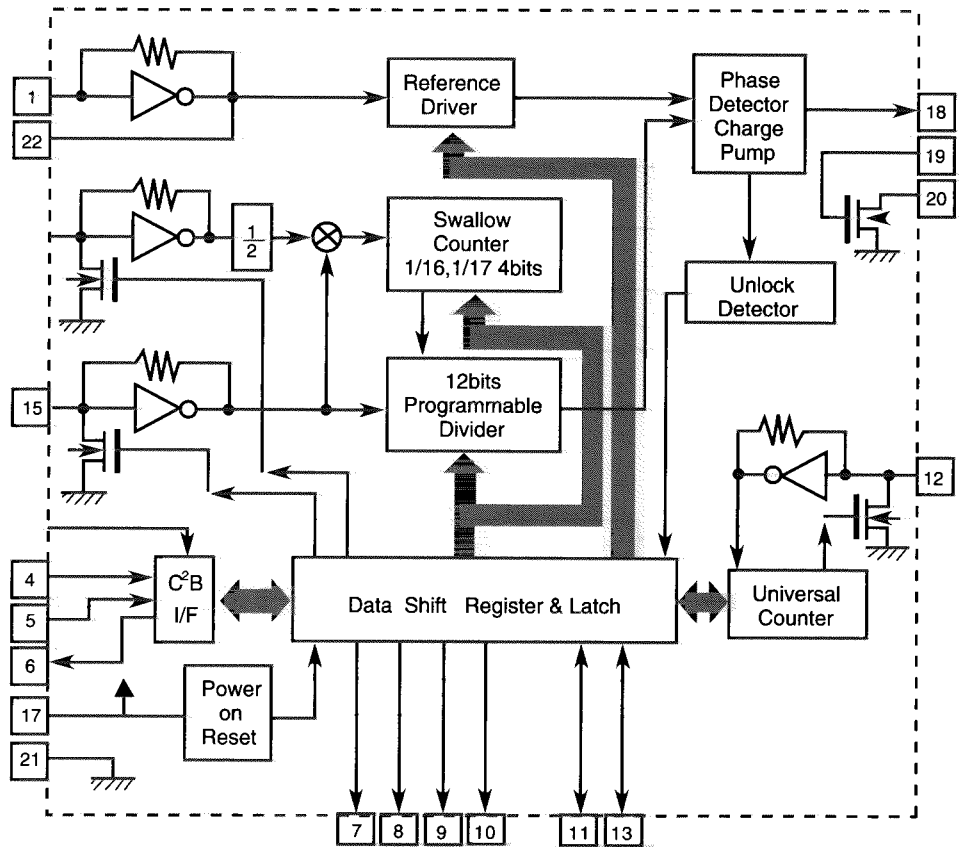 1
22
Reference
Driver
Phase
Detector
Charge
Pump
18
19
20
1
2
Swallow
Counter
1/16,1/17 4bits
Unlock
Detector
15
12bits
Programmable
Divider
12
4
5
6
C²B
I/F
Data Shift Register & Latch
Universal
Counter
17
21
Power
on
Reset
7
8
9
10
11
13